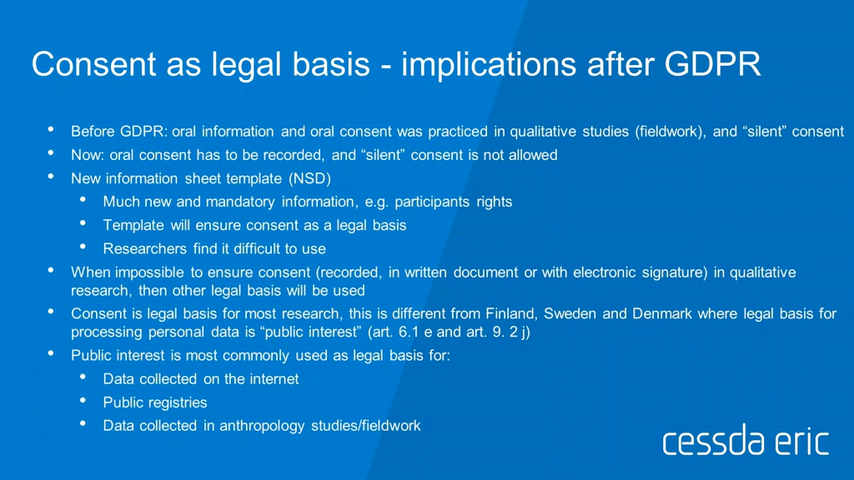 Consent as legal basis - implications after GDPR
• Before GDPR: oral information and oral consent was practiced in qualitative studies (fieldwork), and “silent” consent
• Now: oral consent has to be recorded, and “silent” consent is not allowed
• New information sheet template (NSD)
• Much new and mandatory information, e.g. participants rights
• Template will ensure consent as a legal basis
• Researchers find it difficult to use
• When impossible to ensure consent (recorded, in written document or with electronic signature) in qualitative
research, then other legal basis will be used
• Consent is legal basis for most research, this is different from Finland, Sweden and Denmark where legal basis for
processing personal data is “public interest” (art. 6.1 e and art. 9. 2 j)
• Public interest is most commonly used as legal basis for:
• Data collected on the internet
• Public registries
• Data collected in anthropology studies/fieldwork
cessda eric